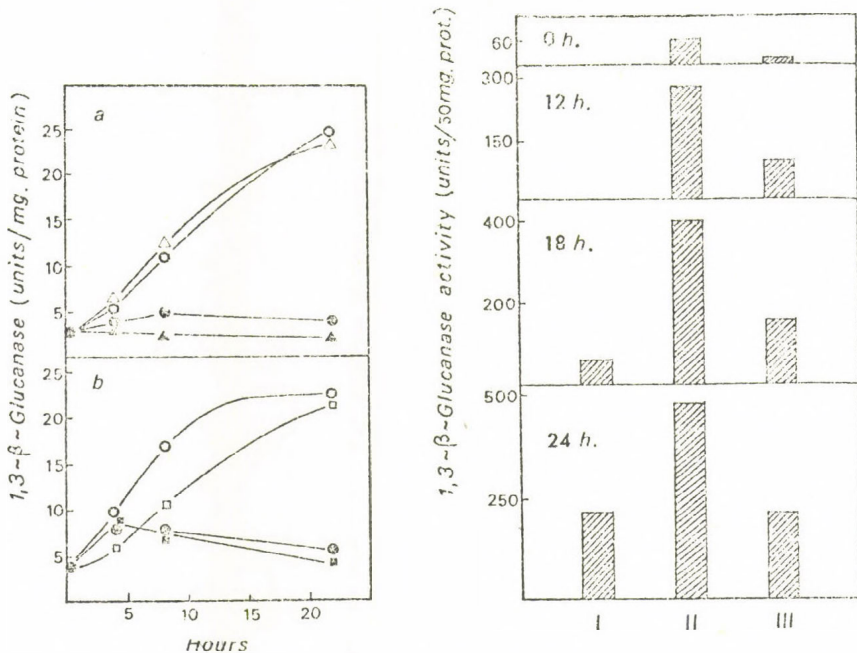 1,3~β~Glucanase (units/mg. protein)
a
25
20
15
10
5
b
20
15
10
5
0
5
10
15
20
Hours
1,3~β~Glucanase activity (units/50mg. prot.)
60
0 h.
300
12 h.
150
400
18 h.
200
500
24 h.
250
I II III